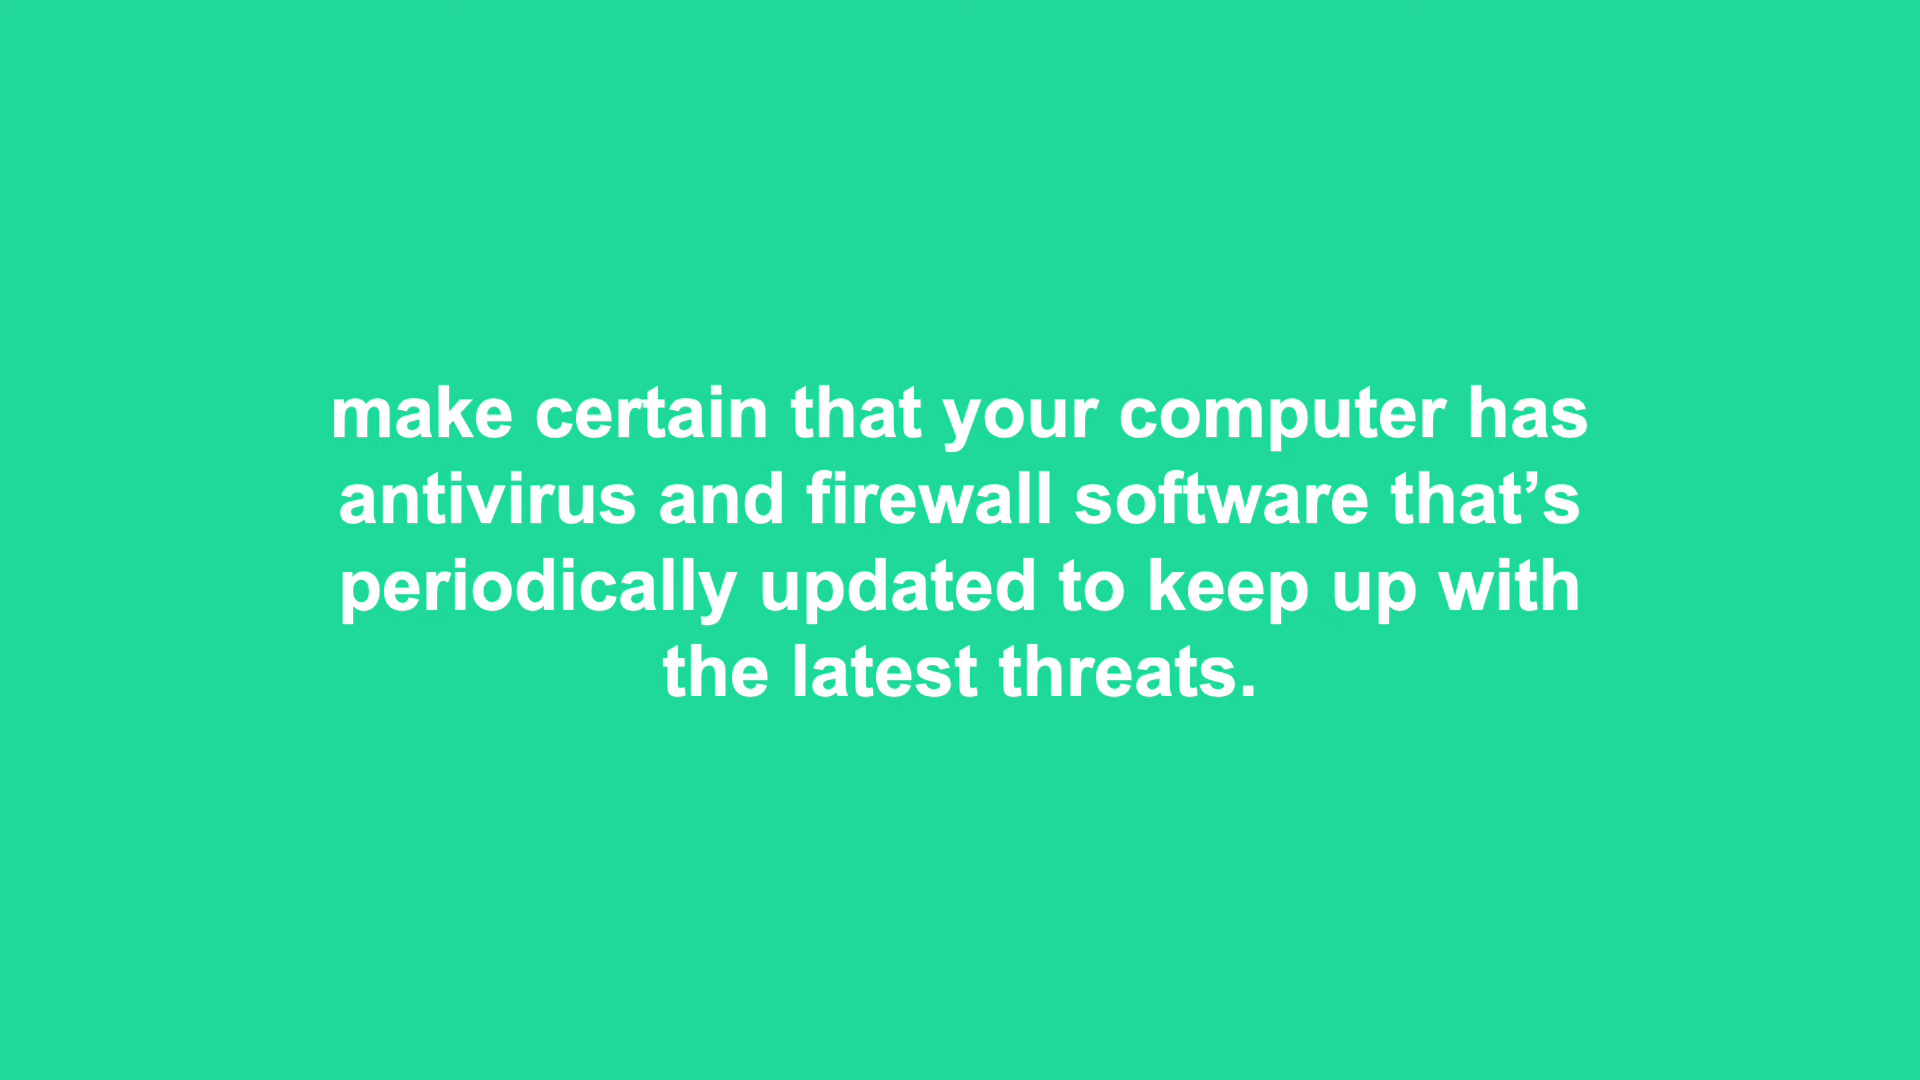 make certain that your computer has
antivirus and firewall software that’s
periodically updated to keep up with
the latest threats.